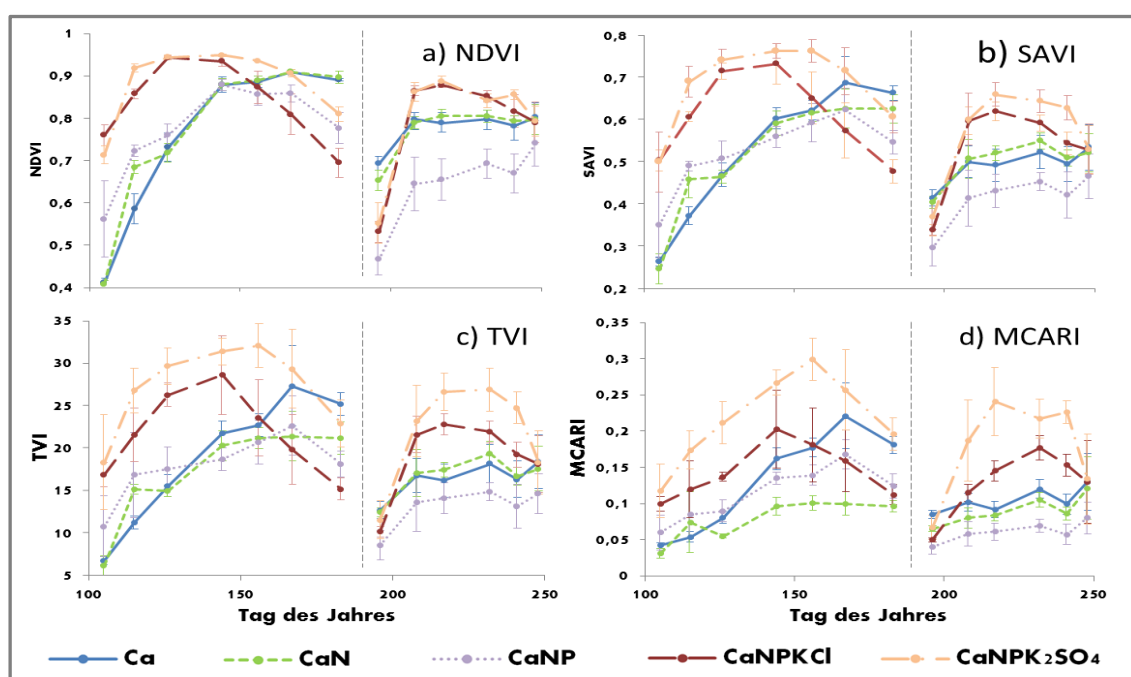 a) NDVI
NDVI
1
0,9
0,8
0,7
0,6
0,5
0,4
b) SAVI
SAVI
0,8
0,7
0,6
0,5
0,4
0,3
0,2
c) TVI
TVI
35
30
25
20
15
10
5
100 150 200 250
Tag des Jahres
d) MCARI
MCARI
0,35
0,3
0,25
0,2
0,15
0,1
0,05
0
100 150 200 250
Tag des Jahres
Ca CaN CaNP CaNPKCl CaNPK₂SO₄